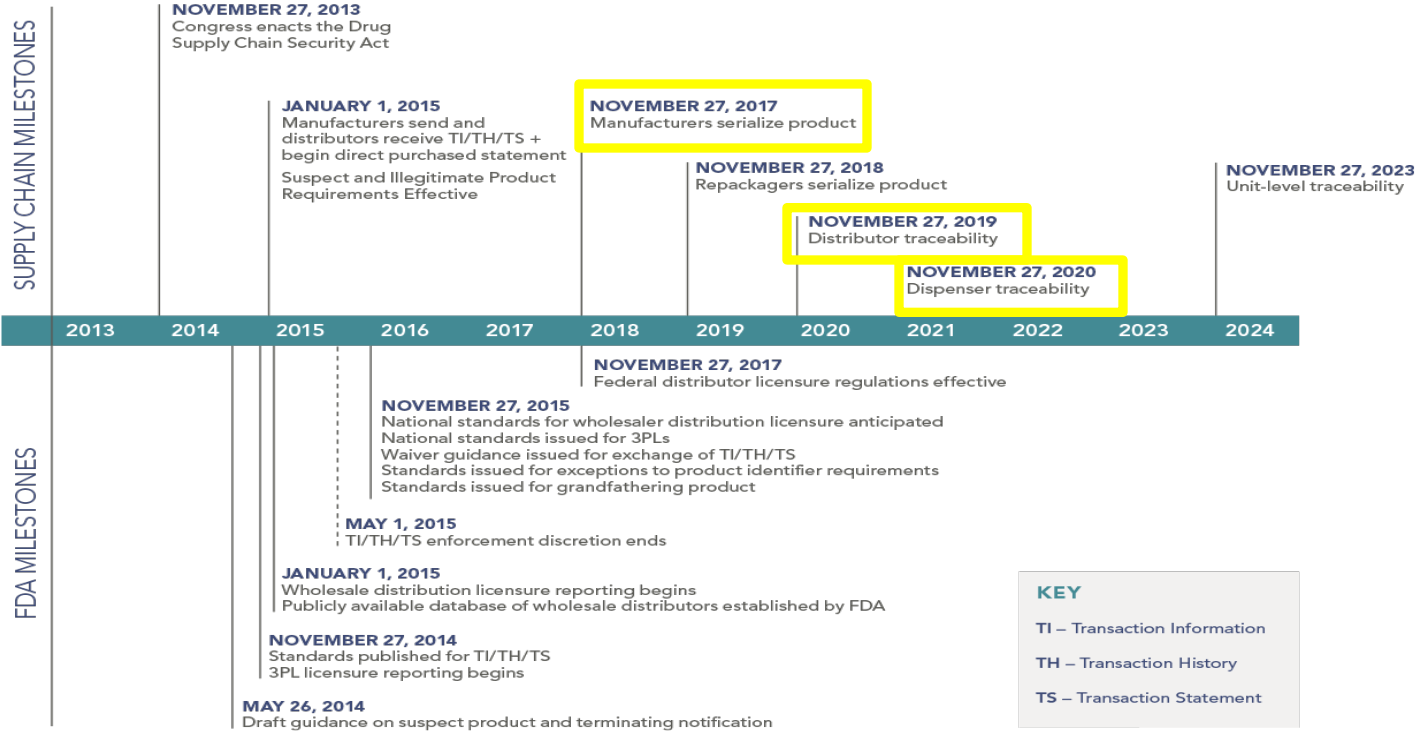 SUPPLY CHAIN MILESTONES
NOVEMBER 27, 2013
Congress enacts the Drug
Supply Chain Security Act
JANUARY 1, 2015
Manufacturers send and
distributors receive TI/TH/TS +
begin direct purchased statement
Suspect and Illegitimate Product
Requirements Effective
NOVEMBER 27, 2017
Manufacturers serialize product
NOVEMBER 27, 2018
Repackagers serialize product
NOVEMBER 27, 2019
Distributor traceability
NOVEMBER 27, 2020
Dispenser traceability
NOVEMBER 27, 2023
Unit-level traceability
2013 2014 2015 2016 2017 2018 2019 2020 2021 2022 2023 2024
FDA MILESTONES
NOVEMBER 27, 2017
Federal distributor licensure regulations effective
NOVEMBER 27, 2015
National standards for wholesaler distribution licensure anticipated
National standards issued for 3PLs
Waiver guidance issued for exchange of TI/TH/TS
Standards issued for exceptions to product identifier requirements
Standards issued for grandfathering product
MAY 1, 2015
TI/TH/TS enforcement discretion ends
JANUARY 1, 2015
Wholesale distribution licensure reporting begins
Publicly available database of wholesale distributors established by FDA
NOVEMBER 27, 2014
Standards published for TI/TH/TS
3PL licensure reporting begins
MAY 26, 2014
Draft guidance on suspect product and terminating notification
KEY
TI – Transaction Information
TH – Transaction History
TS – Transaction Statement